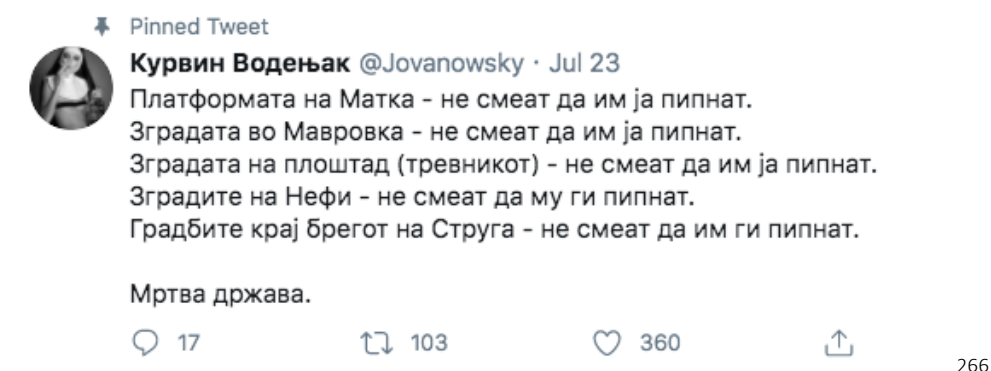 Pinned Tweet
Курвин Водењак @Jovanowsky · Jul 23
Платформата на Матка - не смеат да им ја пипнат.
Зградата во Мавровка - не смеат да им ја пипнат.
Зградата на плоштад (тревникот) - не смеат да им ја пипнат.
Зградите на Нефи - не смеат да му ги пипнат.
Градбите крај брегот на Струга - не смеат да им ги пипнат.
Мртва држава.
17 103 360
266